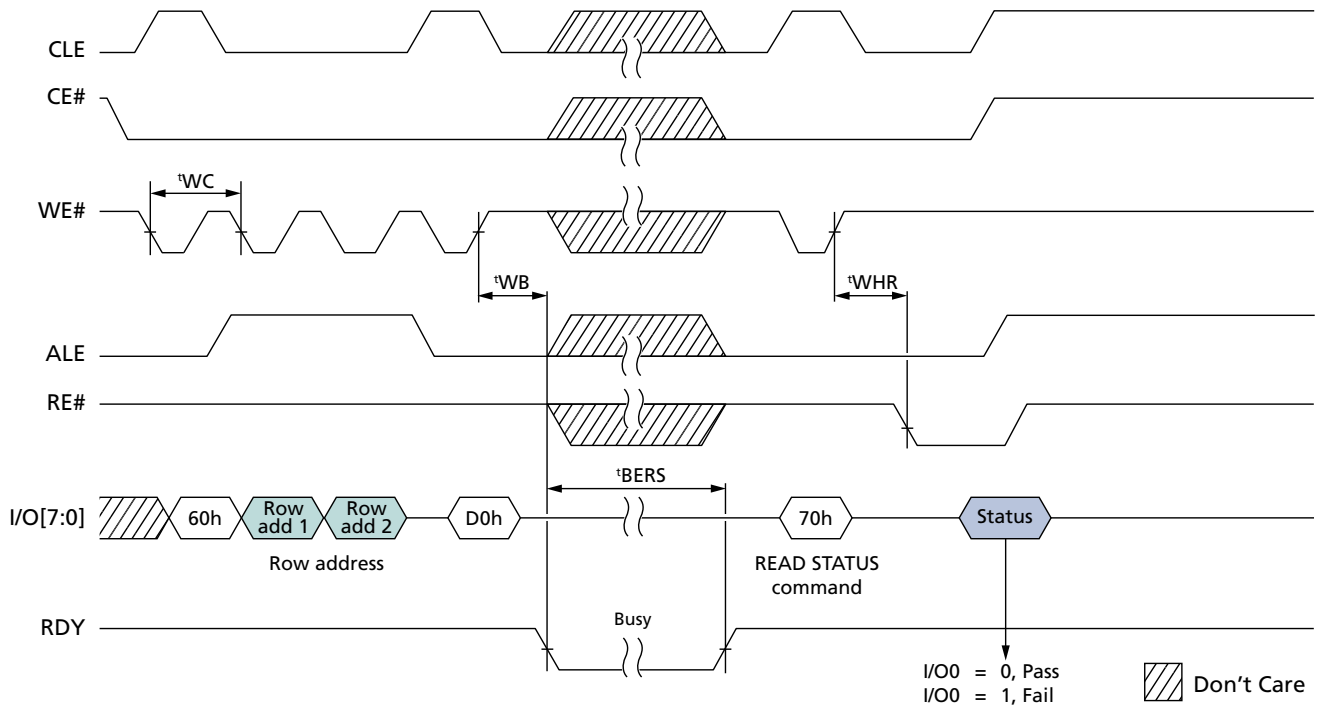 CLE
CE#
tWC
WE#
tWB
tWHR
ALE
RE#
tBERS
I/O[7:0]
60h
Row
add 1
Row
add 2
D0h
70h
Status
Row address
READ STATUS
command
RDY
Busy
I/O0 = 0, Pass
I/O0 = 1, Fail
Don't Care